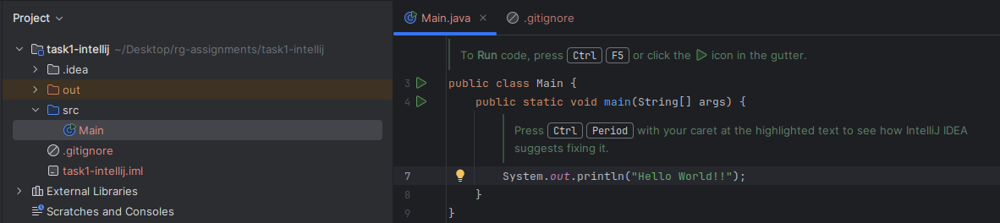 Project
task1-intellij ~/Desktop/rg-assignments/task1-intellij
.idea
out
src
Main
.gitignore
task1-intellij.iml
External Libraries
Scratches and Consoles
Main.java
.gitignore
To Run code, press Ctrl F5 or click the icon in the gutter.
3 public class Main {
4 public static void main(String[] args) {
Press Ctrl Period with your caret at the highlighted text to see how IntelliJ IDEA
suggests fixing it.
7 System.out.println("Hello World!!");
8 }
9 }